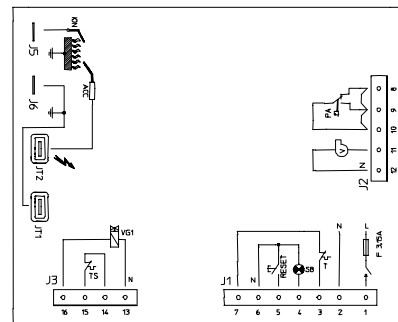 J5
ION
J6
ACC
JT2
JT1
8
9
10
11
12
PA
V
N
J2
VG1
TS
N
J3
16 15 14 13
L
N
N
F 3,15A
RESET
SB
T
J1
7 6 5 4 3 2 1